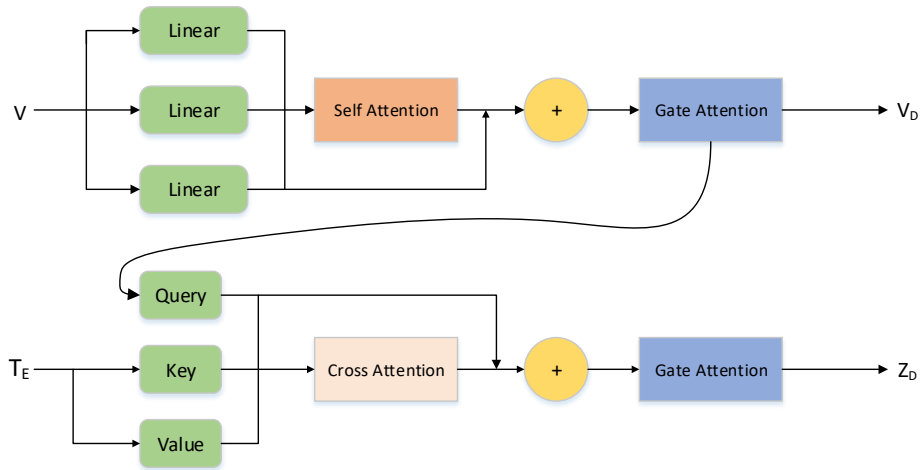 Linear
V
Linear
Self Attention
+
Gate Attention
V_D
Linear
Query
T_E
Key
Cross Attention
+
Gate Attention
Z_D
Value